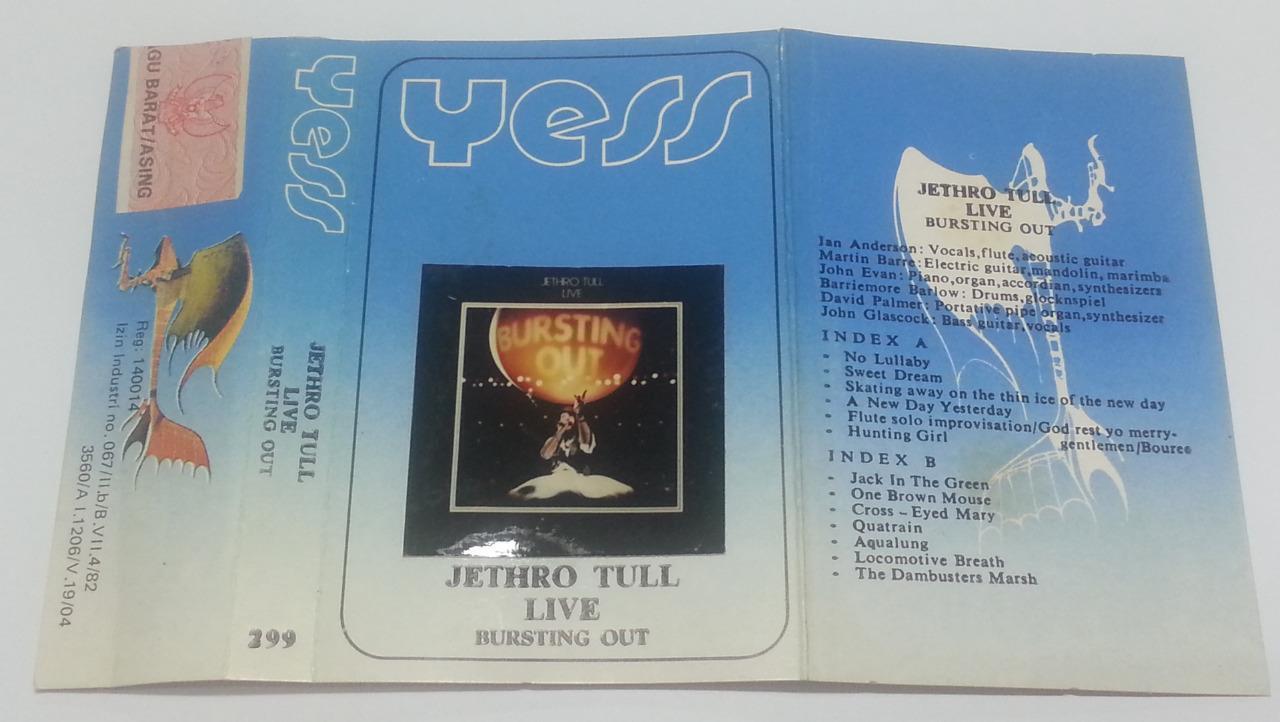 GU BARAT/ASING
Reg: 140014
Izin Industri no. 067/II.b/B.VII.4/82
3560/A I.1206/V.19/04
yess
JETHRO TULL
LIVE
BURSTING OUT
299
yess
JETHRO TULL
LIVE
BURSTING
OUT
JETHRO TULL
LIVE
BURSTING OUT
JETHRO TULL
LIVE
BURSTING OUT
Ian Anderson: Vocals,flute,acoustic guitar
Martin Barre: Electric guitar,mandolin, marimba
John Evan: Piano,organ,accordian,synthesizers
Barriemore Barlow: Drums,glocknspiel
David Palmer: Portative pipe organ,synthesizer
John Glascock: Bass guitar,vocals
INDEX A
- No Lullaby
- Sweet Dream
- Skating away on the thin ice of the new day
- A New Day Yesterday
- Flute solo improvisation/God rest yo merry-
gentlemen/Bouree
- Hunting Girl
INDEX B
- Jack In The Green
- One Brown Mouse
- Cross - Eyed Mary
- Quatrain
- Aqualung
- Locomotive Breath
- The Dambusters Marsh